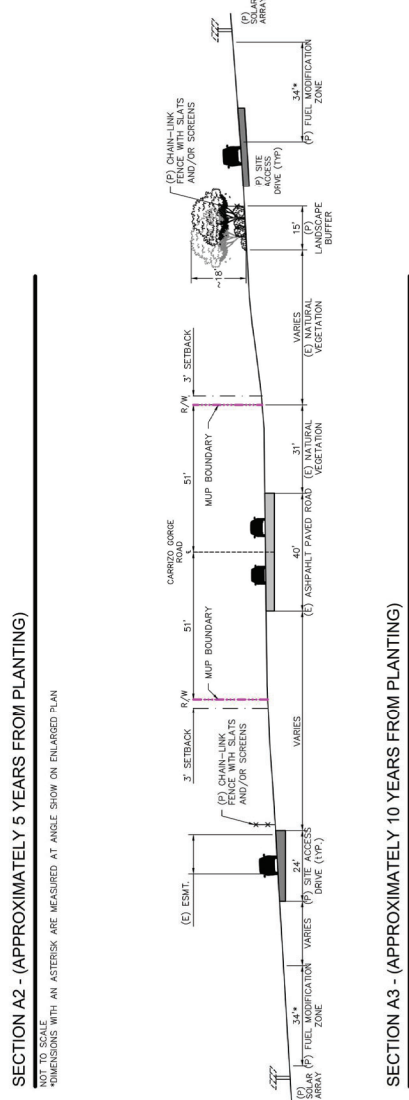 SECTION A2 - (APPROXIMATELY 5 YEARS FROM PLANTING)
NOT TO SCALE
*DIMENSIONS WITH AN ASTERISK ARE MEASURED AT ANGLE SHOW ON ENLARGED PLAN
CARRIZO GORGE
ROAD
℄
R/W
3' SETBACK
51'
51'
R/W
3' SETBACK
MUP BOUNDARY
MUP BOUNDARY
(E) ESMT.
(P) CHAIN-LINK
FENCE WITH SLATS
AND/OR SCREENS
(P) CHAIN-LINK
FENCE WITH SLATS
AND/OR SCREENS
~18'
(P)
SOLAR
ARRAY
34'*
(P) FUEL MODIFICATION
ZONE
VARIES
24'
(P) SITE ACCESS
DRIVE (tYP.)
VARIES
40'
(E) ASHPAHLT PAVED ROAD
31'
(E) NATURAL
VEGETATION
VARIES
(E) NATURAL
VEGETATION
15'
(P)
LANDSCAPE
BUFFER
P) SITE
ACCESS
DRIVE (TYP)
34'*
(P) FUEL MODIFICATION
ZONE
(P)
SOLAR
ARRAY
SECTION A3 - (APPROXIMATELY 10 YEARS FROM PLANTING)